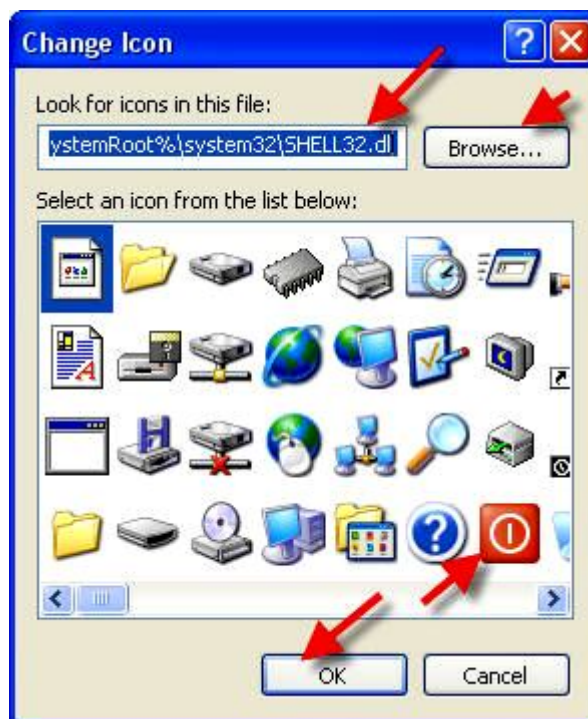 Change Icon
Look for icons in this file:
ystemRoot%\system32\SHELL32.dl
Browse...
Select an icon from the list below:
OK
Cancel